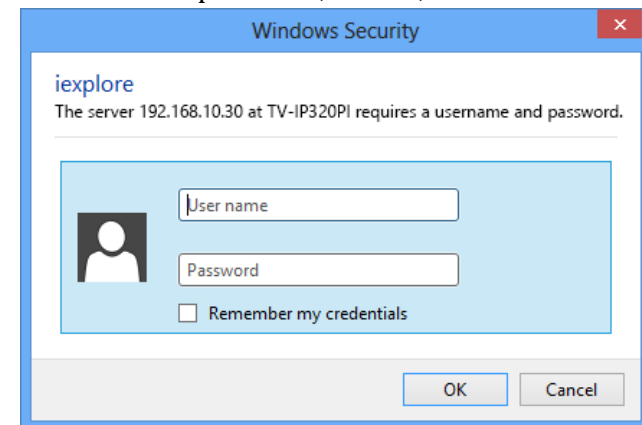 Windows Security
iexplore
The server 192.168.10.30 at TV-IP320PI requires a username and password.
User name
Password
Remember my credentials
OK Cancel